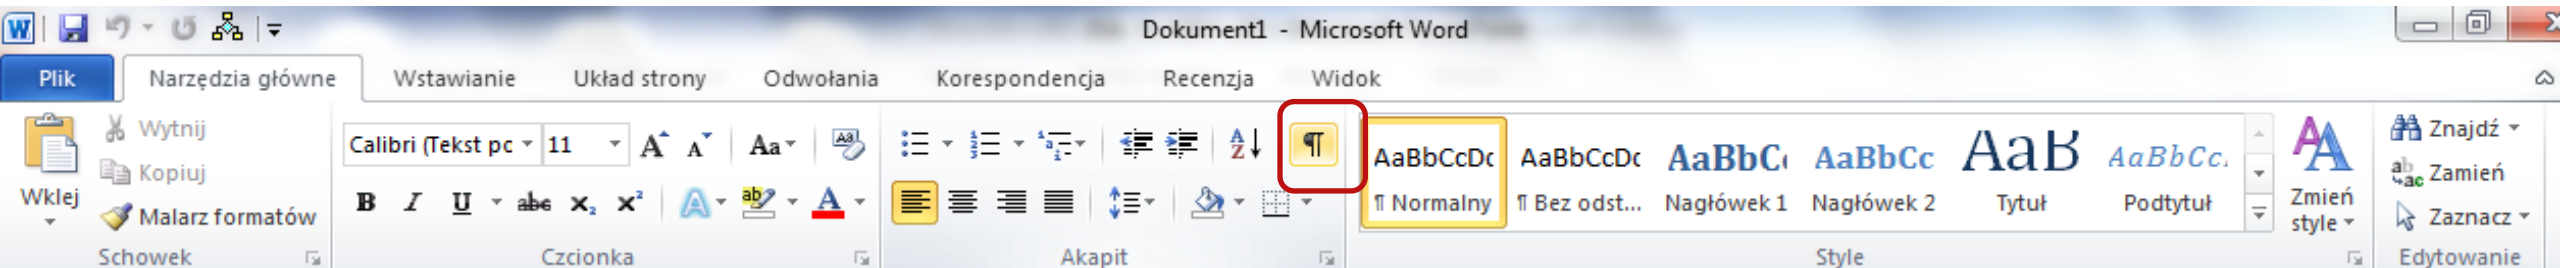 Dokument1 - Microsoft Word
Plik Narzędzia główne Wstawianie Układ strony Odwołania Korespondencja Recenzja Widok
Wklej
Wytnij
Kopiuj
Malarz formatów
Schowek
Calibri (Tekst pc 11 A A Aa
B I U abc x₂ x² A ab A
Czcionka
A Z ¶
Akapit
AaBbCcDc AaBbCcDc AaBbC AaBbCc AaB AaBbCc.
¶ Normalny ¶ Bez odst... Nagłówek 1 Nagłówek 2 Tytuł Podtytuł
Zmień
style
Style
Znajdź
Zamień
Zaznacz
Edytowanie